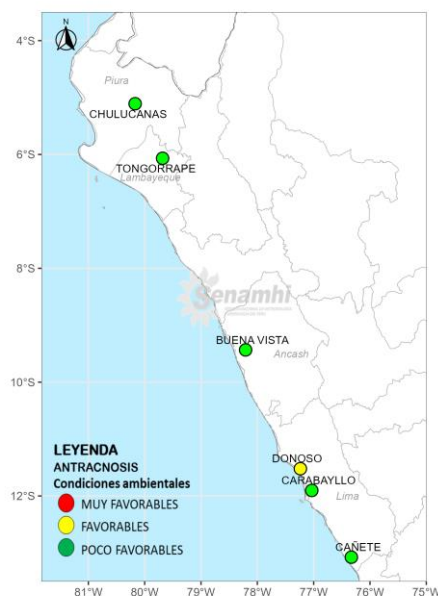 N
4°S
Piura
CHULUCANAS
6°S
TONGORRAPE
Lambayeque
8°S
Senamhi
BUENA VISTA
Ancash
10°S
LEYENDA
ANTRACNOSIS
Condiciones ambientales
MUY FAVORABLES
FAVORABLES
POCO FAVORABLES
DONOSO
CARABAYLLO
Lima
12°S
CAÑETE
81°W 80°W 79°W 78°W 77°W 76°W 75°W